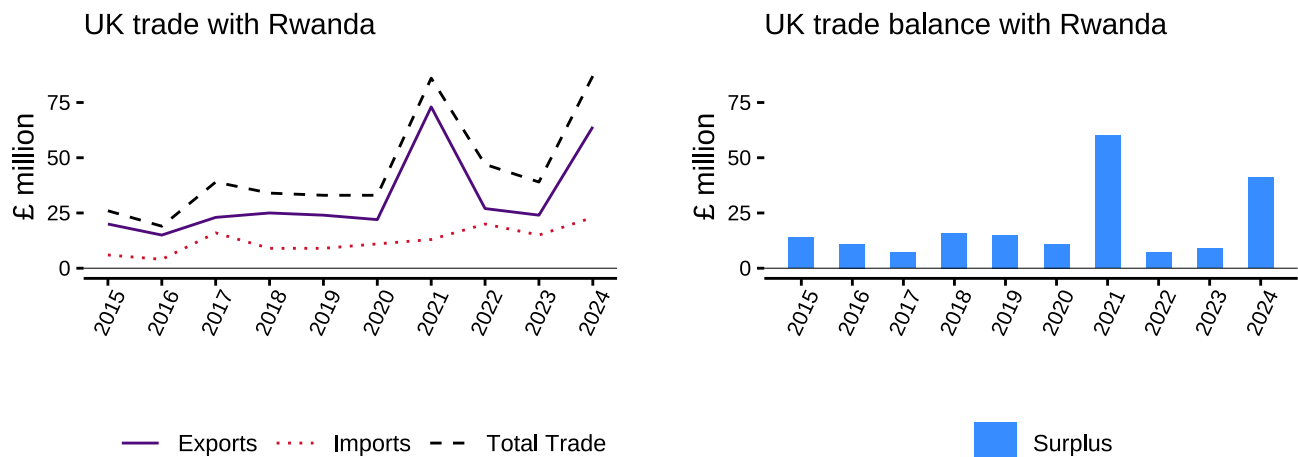 UK trade with Rwanda
£ million
75
50
25
0
2015 2016 2017 2018 2019 2020 2021 2022 2023 2024
Exports Imports Total Trade
UK trade balance with Rwanda
£ million
75
50
25
0
2015 2016 2017 2018 2019 2020 2021 2022 2023 2024
Surplus